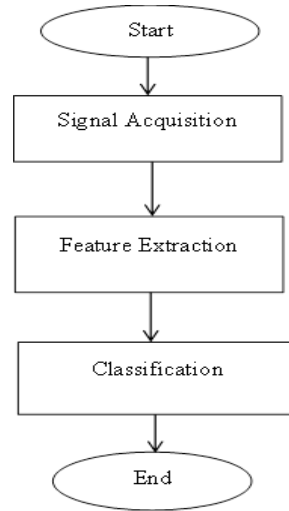 Start
Signal Acquisition
Feature Extraction
Classification
End